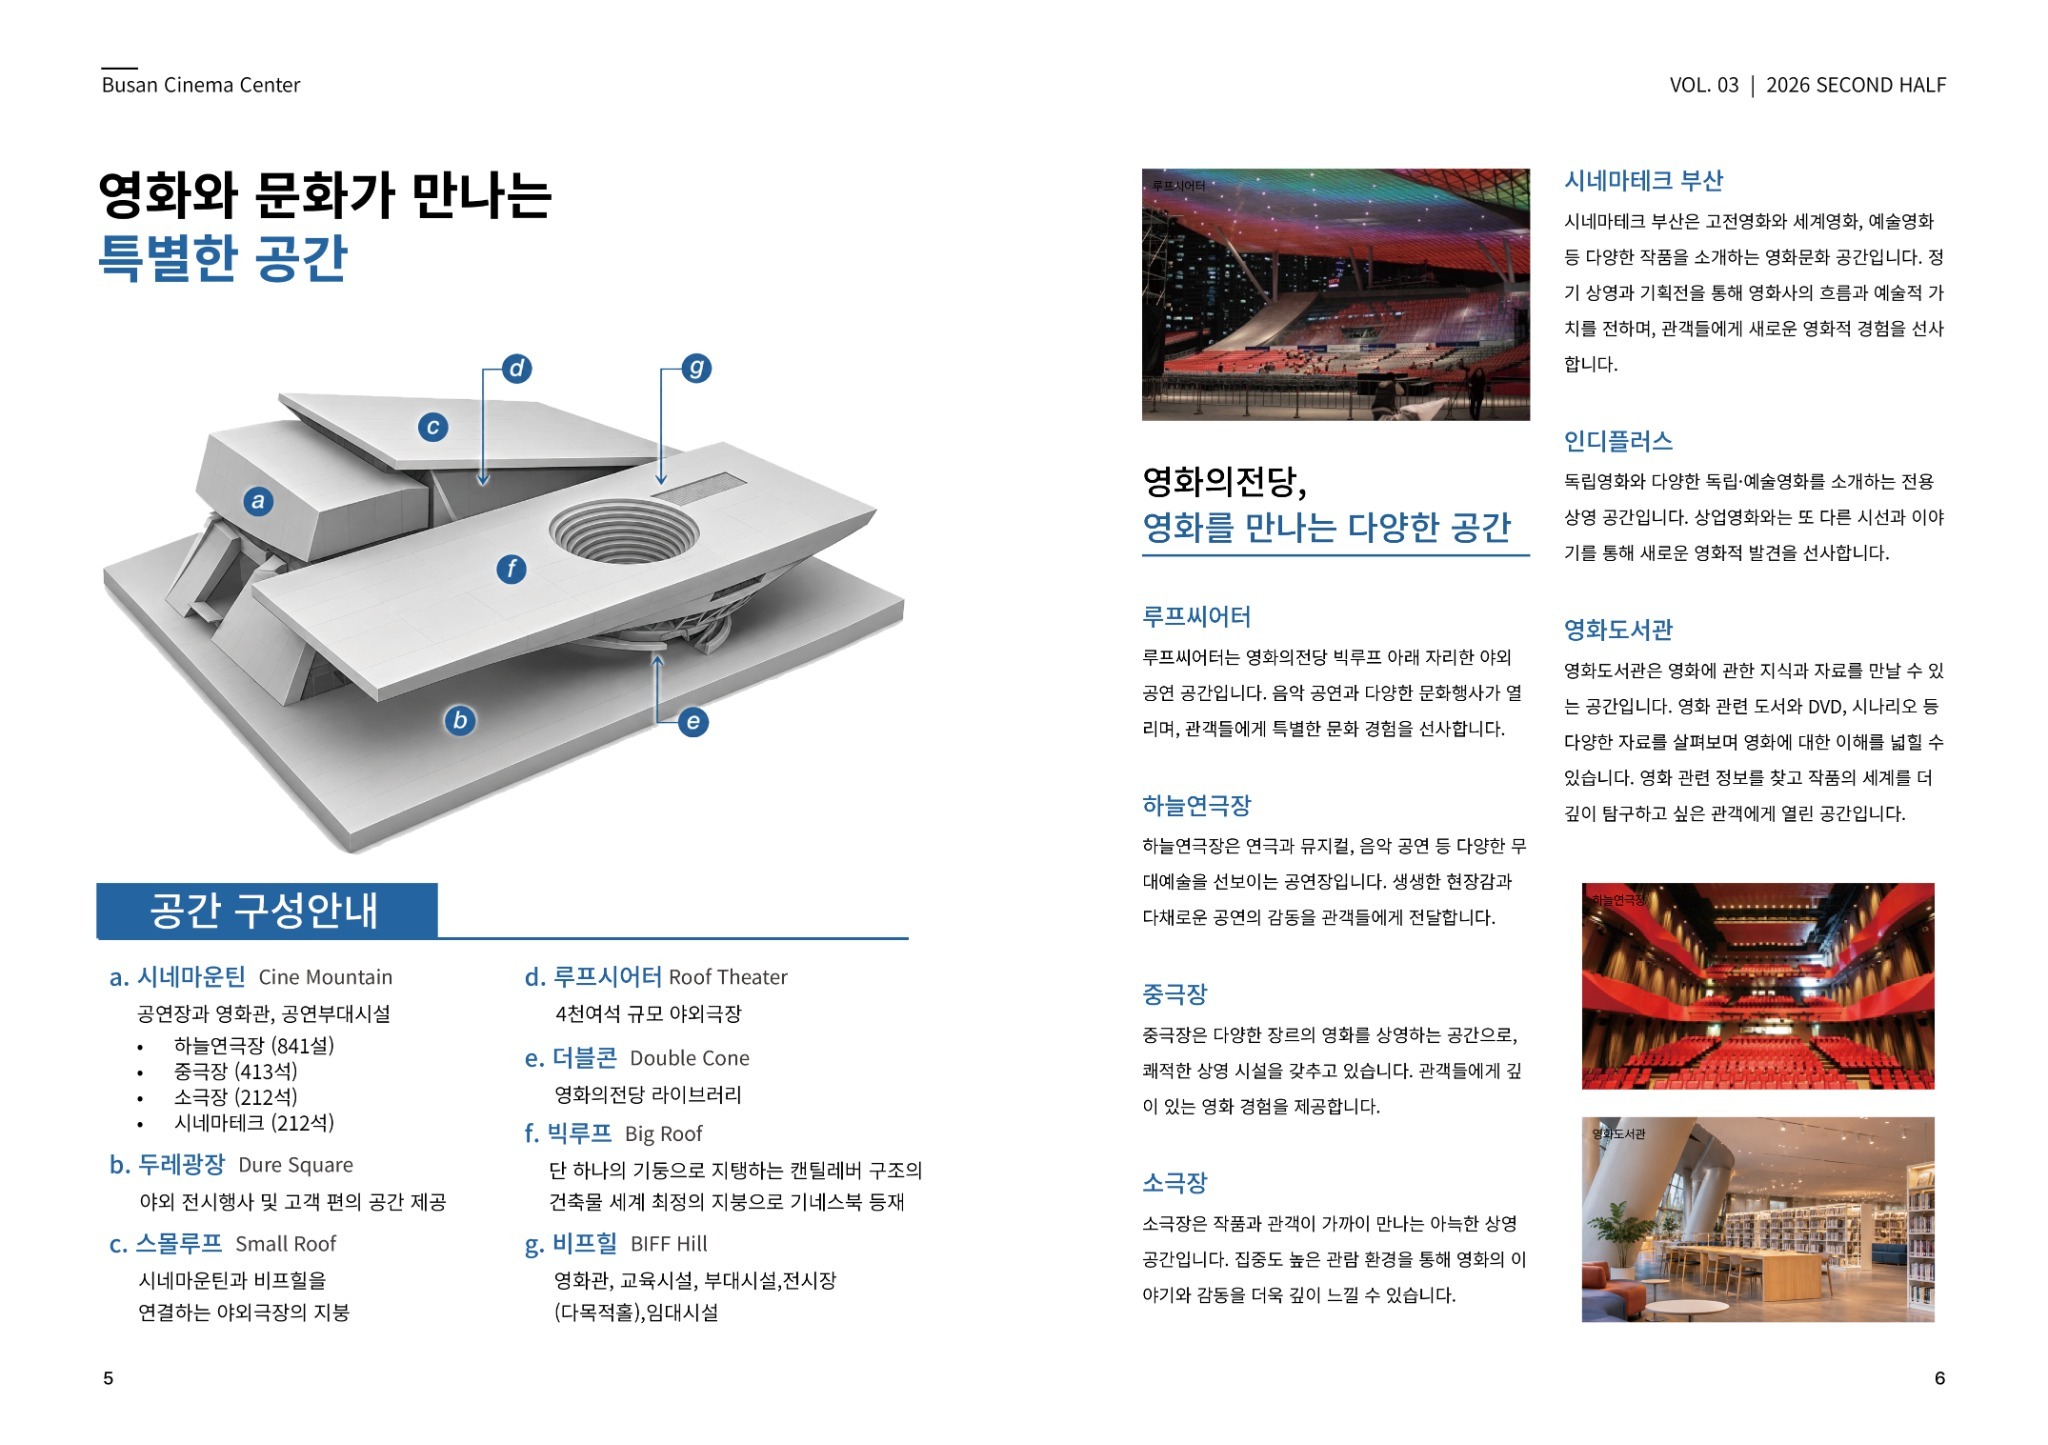 Busan Cinema Center
VOL. 03 | 2026 SECOND HALF
영화와 문화가 만나는
특별한 공간
d
g
c
a
f
b
e
공간 구성안내
a. 시네마운틴 Cine Mountain
공연장과 영화관, 공연부대시설
• 하늘연극장 (841설)
• 중극장 (413석)
• 소극장 (212석)
• 시네마테크 (212석)
b. 두레광장 Dure Square
야외 전시행사 및 고객 편의 공간 제공
c. 스몰루프 Small Roof
시네마운틴과 비프힐을
연결하는 야외극장의 지붕
d. 루프시어터 Roof Theater
4천여석 규모 야외극장
e. 더블콘 Double Cone
영화의전당 라이브러리
f. 빅루프 Big Roof
단 하나의 기둥으로 지탱하는 캔틸레버 구조의
건축물 세계 최정의 지붕으로 기네스북 등재
g. 비프힐 BIFF Hill
영화관, 교육시설, 부대시설,전시장
(다목적홀),임대시설
5
루프시어터
영화의전당,
영화를 만나는 다양한 공간
루프씨어터
루프씨어터는 영화의전당 빅루프 아래 자리한 야외
공연 공간입니다. 음악 공연과 다양한 문화행사가 열
리며, 관객들에게 특별한 문화 경험을 선사합니다.
하늘연극장
하늘연극장은 연극과 뮤지컬, 음악 공연 등 다양한 무
대예술을 선보이는 공연장입니다. 생생한 현장감과
다채로운 공연의 감동을 관객들에게 전달합니다.
중극장
중극장은 다양한 장르의 영화를 상영하는 공간으로,
쾌적한 상영 시설을 갖추고 있습니다. 관객들에게 깊
이 있는 영화 경험을 제공합니다.
소극장
소극장은 작품과 관객이 가까이 만나는 아늑한 상영
공간입니다. 집중도 높은 관람 환경을 통해 영화의 이
야기와 감동을 더욱 깊이 느낄 수 있습니다.
시네마테크 부산
시네마테크 부산은 고전영화와 세계영화, 예술영화
등 다양한 작품을 소개하는 영화문화 공간입니다. 정
기 상영과 기획전을 통해 영화사의 흐름과 예술적 가
치를 전하며, 관객들에게 새로운 영화적 경험을 선사
합니다.
인디플러스
독립영화와 다양한 독립·예술영화를 소개하는 전용
상영 공간입니다. 상업영화와는 또 다른 시선과 이야
기를 통해 새로운 영화적 발견을 선사합니다.
영화도서관
영화도서관은 영화에 관한 지식과 자료를 만날 수 있
는 공간입니다. 영화 관련 도서와 DVD, 시나리오 등
다양한 자료를 살펴보며 영화에 대한 이해를 넓힐 수
있습니다. 영화 관련 정보를 찾고 작품의 세계를 더
깊이 탐구하고 싶은 관객에게 열린 공간입니다.
하늘연극장
영화도서관
6